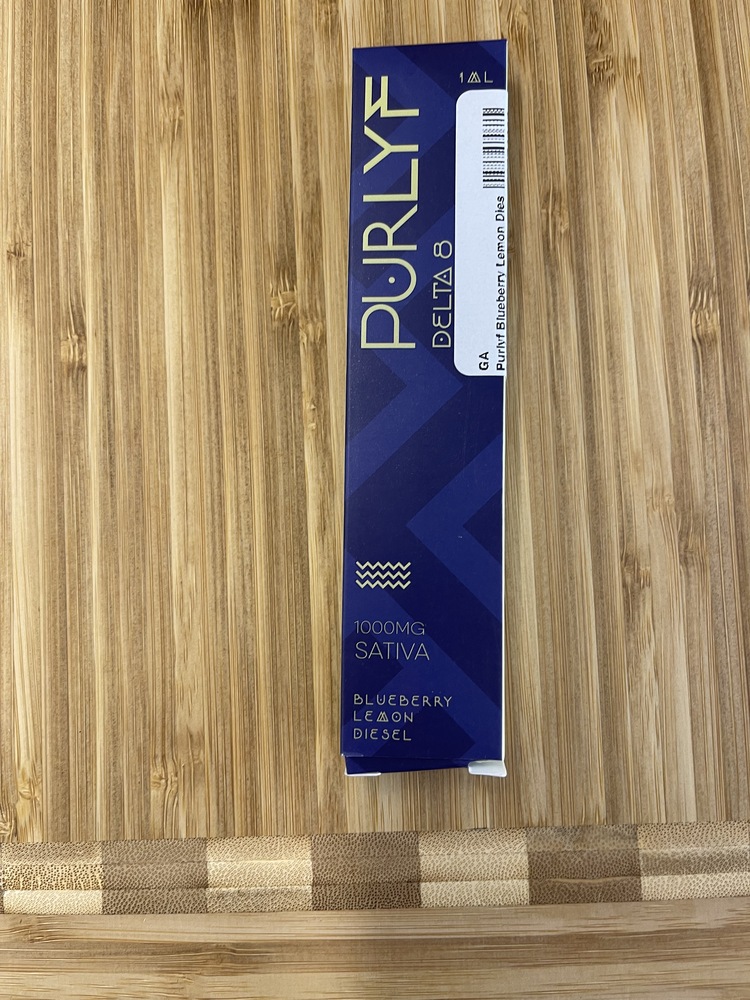 1ML
PURLYF
DELTA 8
GA
Purlyf Blueberry Lemon Dies
1000MG
SATIVA
BLUEBERRY
LEMON
DIESEL